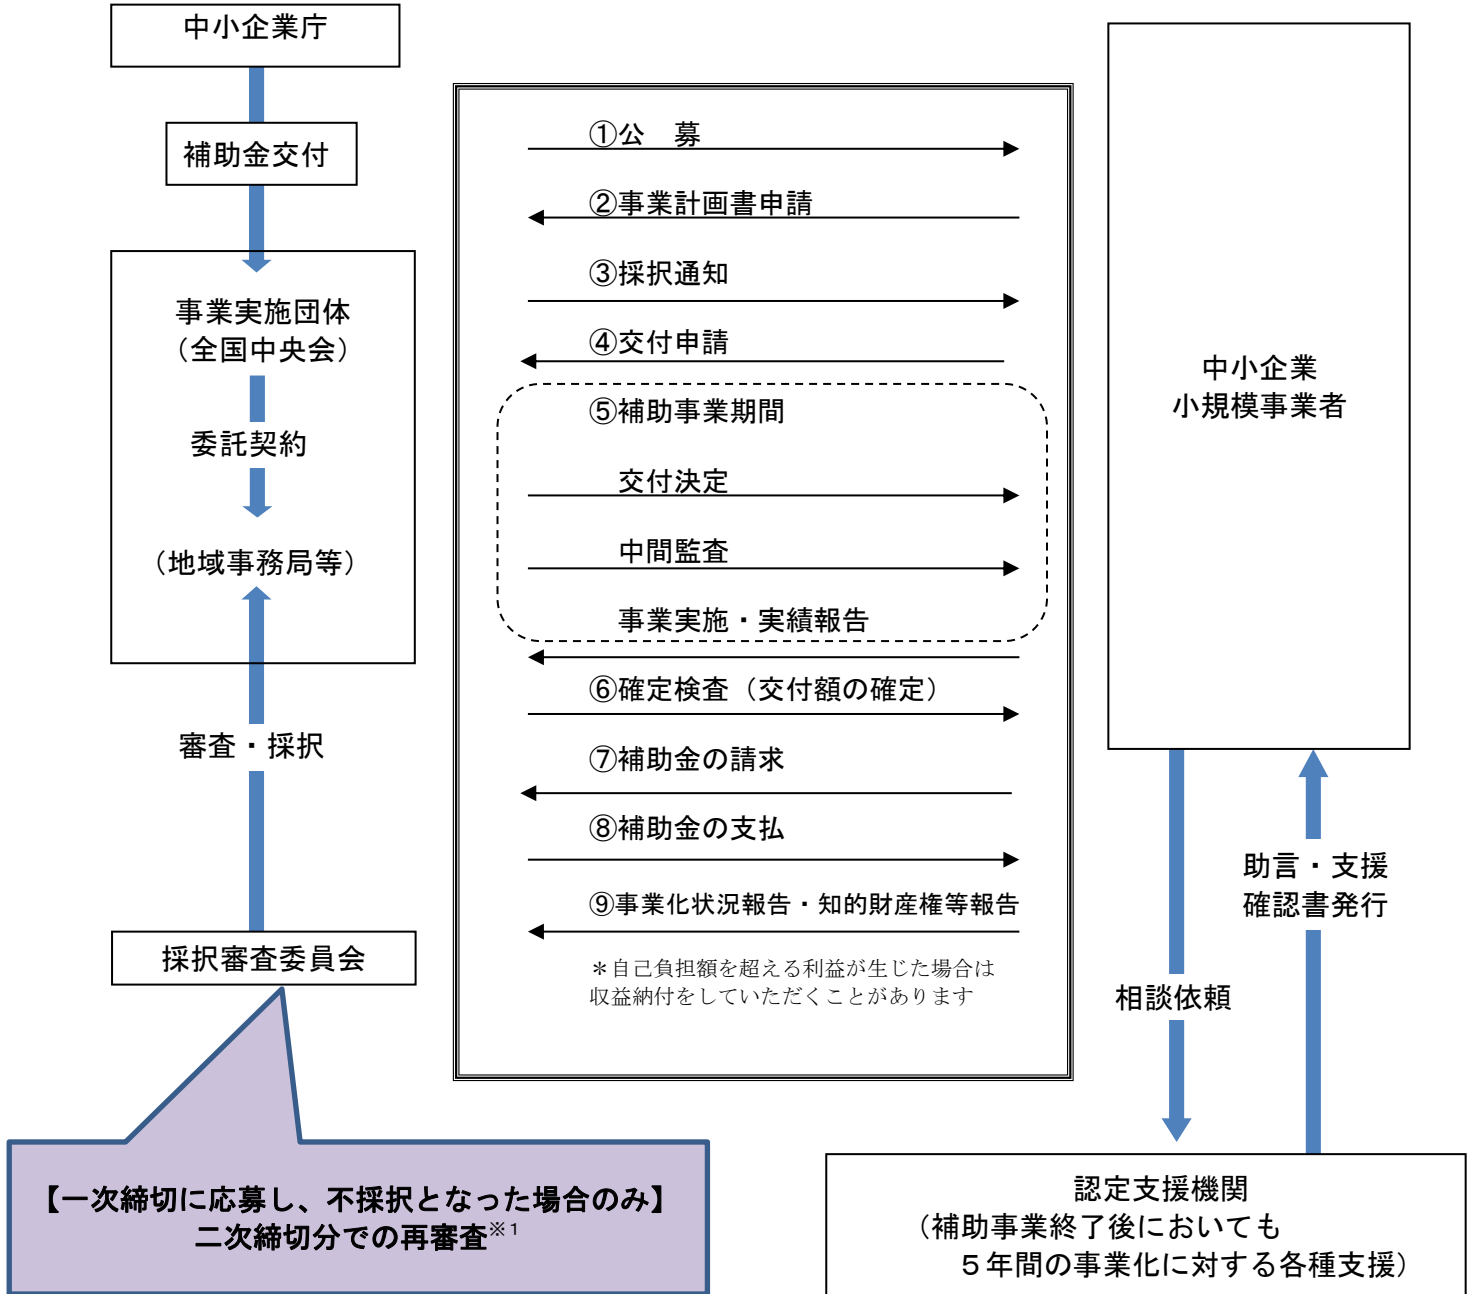 中小企業庁
補助金交付
事業実施団体
（全国中央会）
委託契約
（地域事務局等）
審査・採択
採択審査委員会
【一次締切に応募し、不採択となった場合のみ】
二次締切分での再審査※1
①公　募
②事業計画書申請
③採択通知
④交付申請
⑤補助事業期間
交付決定
中間監査
事業実施・実績報告
⑥確定検査（交付額の確定）
⑦補助金の請求
⑧補助金の支払
⑨事業化状況報告・知的財産権等報告
＊自己負担額を超える利益が生じた場合は
収益納付をしていただくことがあります
中小企業
小規模事業者
相談依頼
助言・支援
確認書発行
認定支援機関
（補助事業終了後においても
５年間の事業化に対する各種支援）